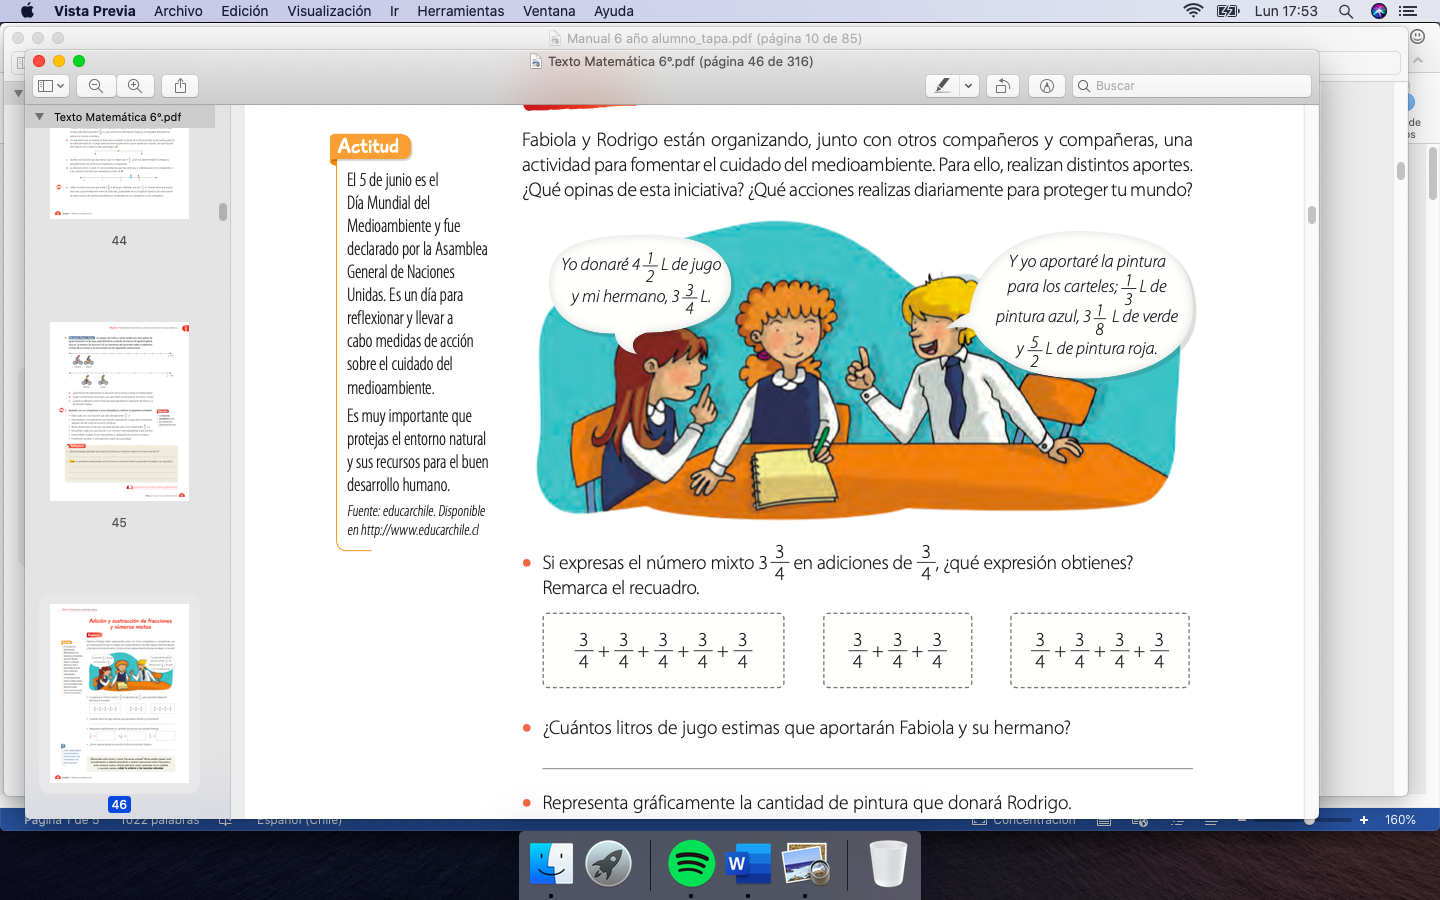 Vista Previa Archivo Edición Visualización Ir Herramientas Ventana Ayuda
Lun 17:53
Manual 6 año alumno_tapa.pdf (página 10 de 85)
Texto Matemática 6º.pdf (página 46 de 316)
Buscar
Texto Matemática 6º.pdf
44
45
Adición y sustracción de fracciones
y números mixtos
46
Actitud
El 5 de junio es el
Día Mundial del
Medioambiente y fue
declarado por la Asamblea
General de Naciones
Unidas. Es un día para
reflexionar y llevar a
cabo medidas de acción
sobre el cuidado del
medioambiente.
Es muy importante que
protejas el entorno natural
y sus recursos para el buen
desarrollo humano.
Fuente: educarchile. Disponible
en http://www.educarchile.cl
Fabiola y Rodrigo están organizando, junto con otros compañeros y compañeras, una
actividad para fomentar el cuidado del medioambiente. Para ello, realizan distintos aportes.
¿Qué opinas de esta iniciativa? ¿Qué acciones realizas diariamente para proteger tu mundo?
Yo donaré 4 1/2 L de jugo
y mi hermano, 3 3/4 L.
Y yo aportaré la pintura
para los carteles; 1/3 L de
pintura azul, 3 1/8 L de verde
y 5/2 L de pintura roja.
• Si expresas el número mixto 3 3/4 en adiciones de 3/4, ¿qué expresión obtienes?
Remarca el recuadro.
3/4 + 3/4 + 3/4 + 3/4 + 3/4
3/4 + 3/4 + 3/4
3/4 + 3/4 + 3/4 + 3/4
• ¿Cuántos litros de jugo estimas que aportarán Fabiola y su hermano?
• Representa gráficamente la cantidad de pintura que donará Rodrigo.
Página 1 de 5 1022 palabras Español (Chile) Concentración 160%
W